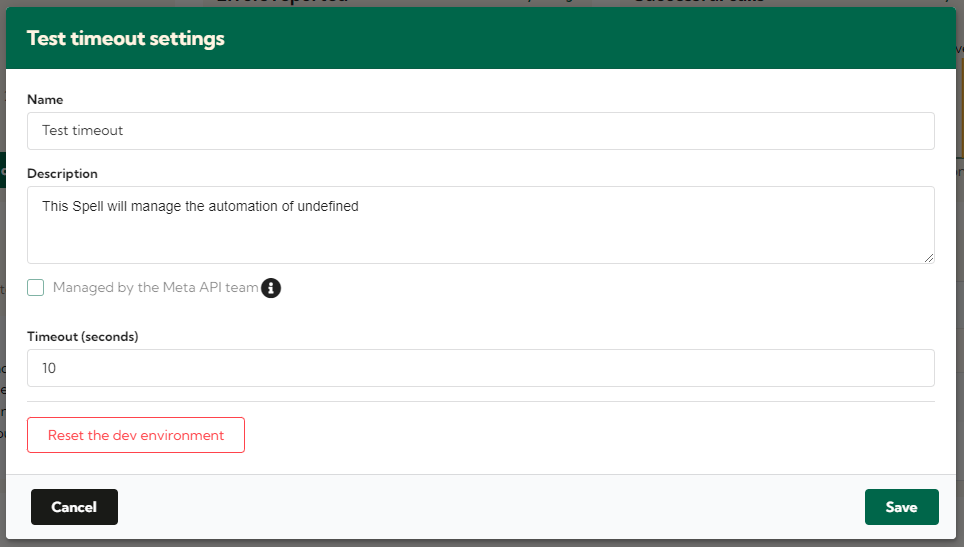 Test timeout settings
Name
Test timeout
Description
This Spell will manage the automation of undefined
Managed by the Meta API team
Timeout (seconds)
10
Reset the dev environment
Cancel
Save